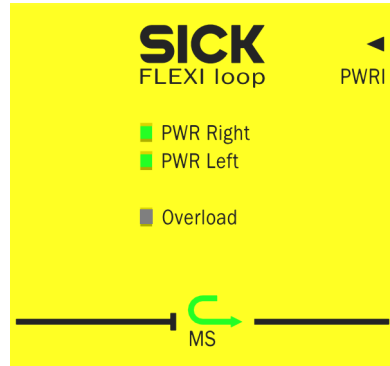 SICK
FLEXI loop
PWRI
PWR Right
PWR Left
Overload
MS